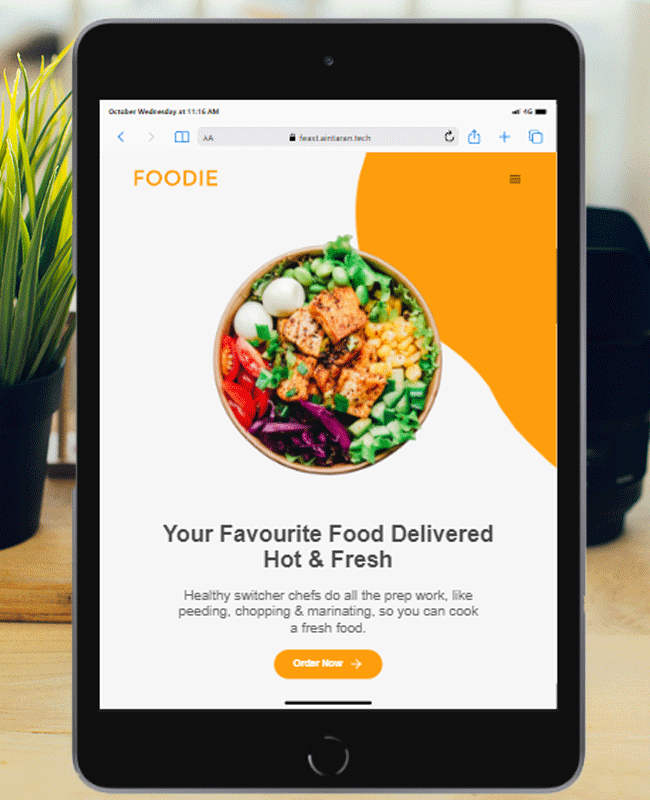 October Wednesday at 11:16 AM
4G
AA
feast.aintaran.tech
FOODIE
Your Favourite Food Delivered
Hot & Fresh
Healthy switcher chefs do all the prep work, like
peeding, chopping & marinating, so you can cook
a fresh food.
Order Now